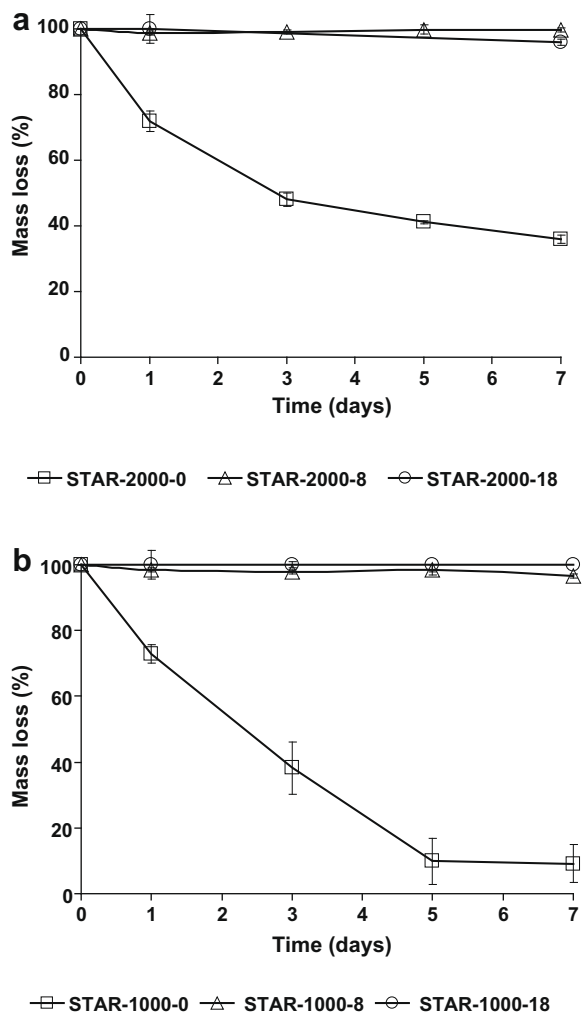 a
Mass loss (%)
100
80
60
40
20
0
0 1 2 3 4 5 6 7
Time (days)
STAR-2000-0 STAR-2000-8 STAR-2000-18
b
Mass loss (%)
100
80
60
40
20
0
0 1 2 3 4 5 6 7
Time (days)
STAR-1000-0 STAR-1000-8 STAR-1000-18